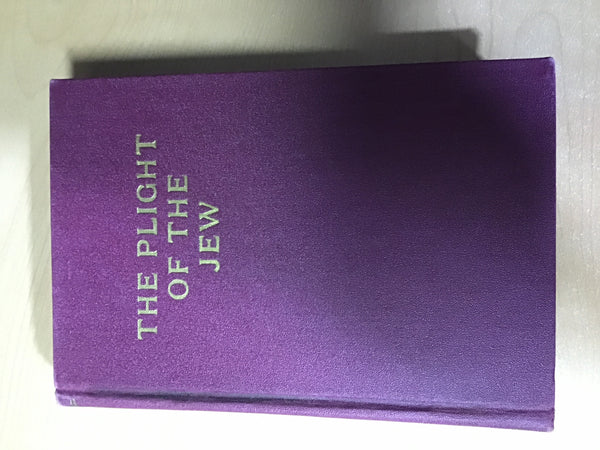 THE PLIGHT
OF THE
JEW